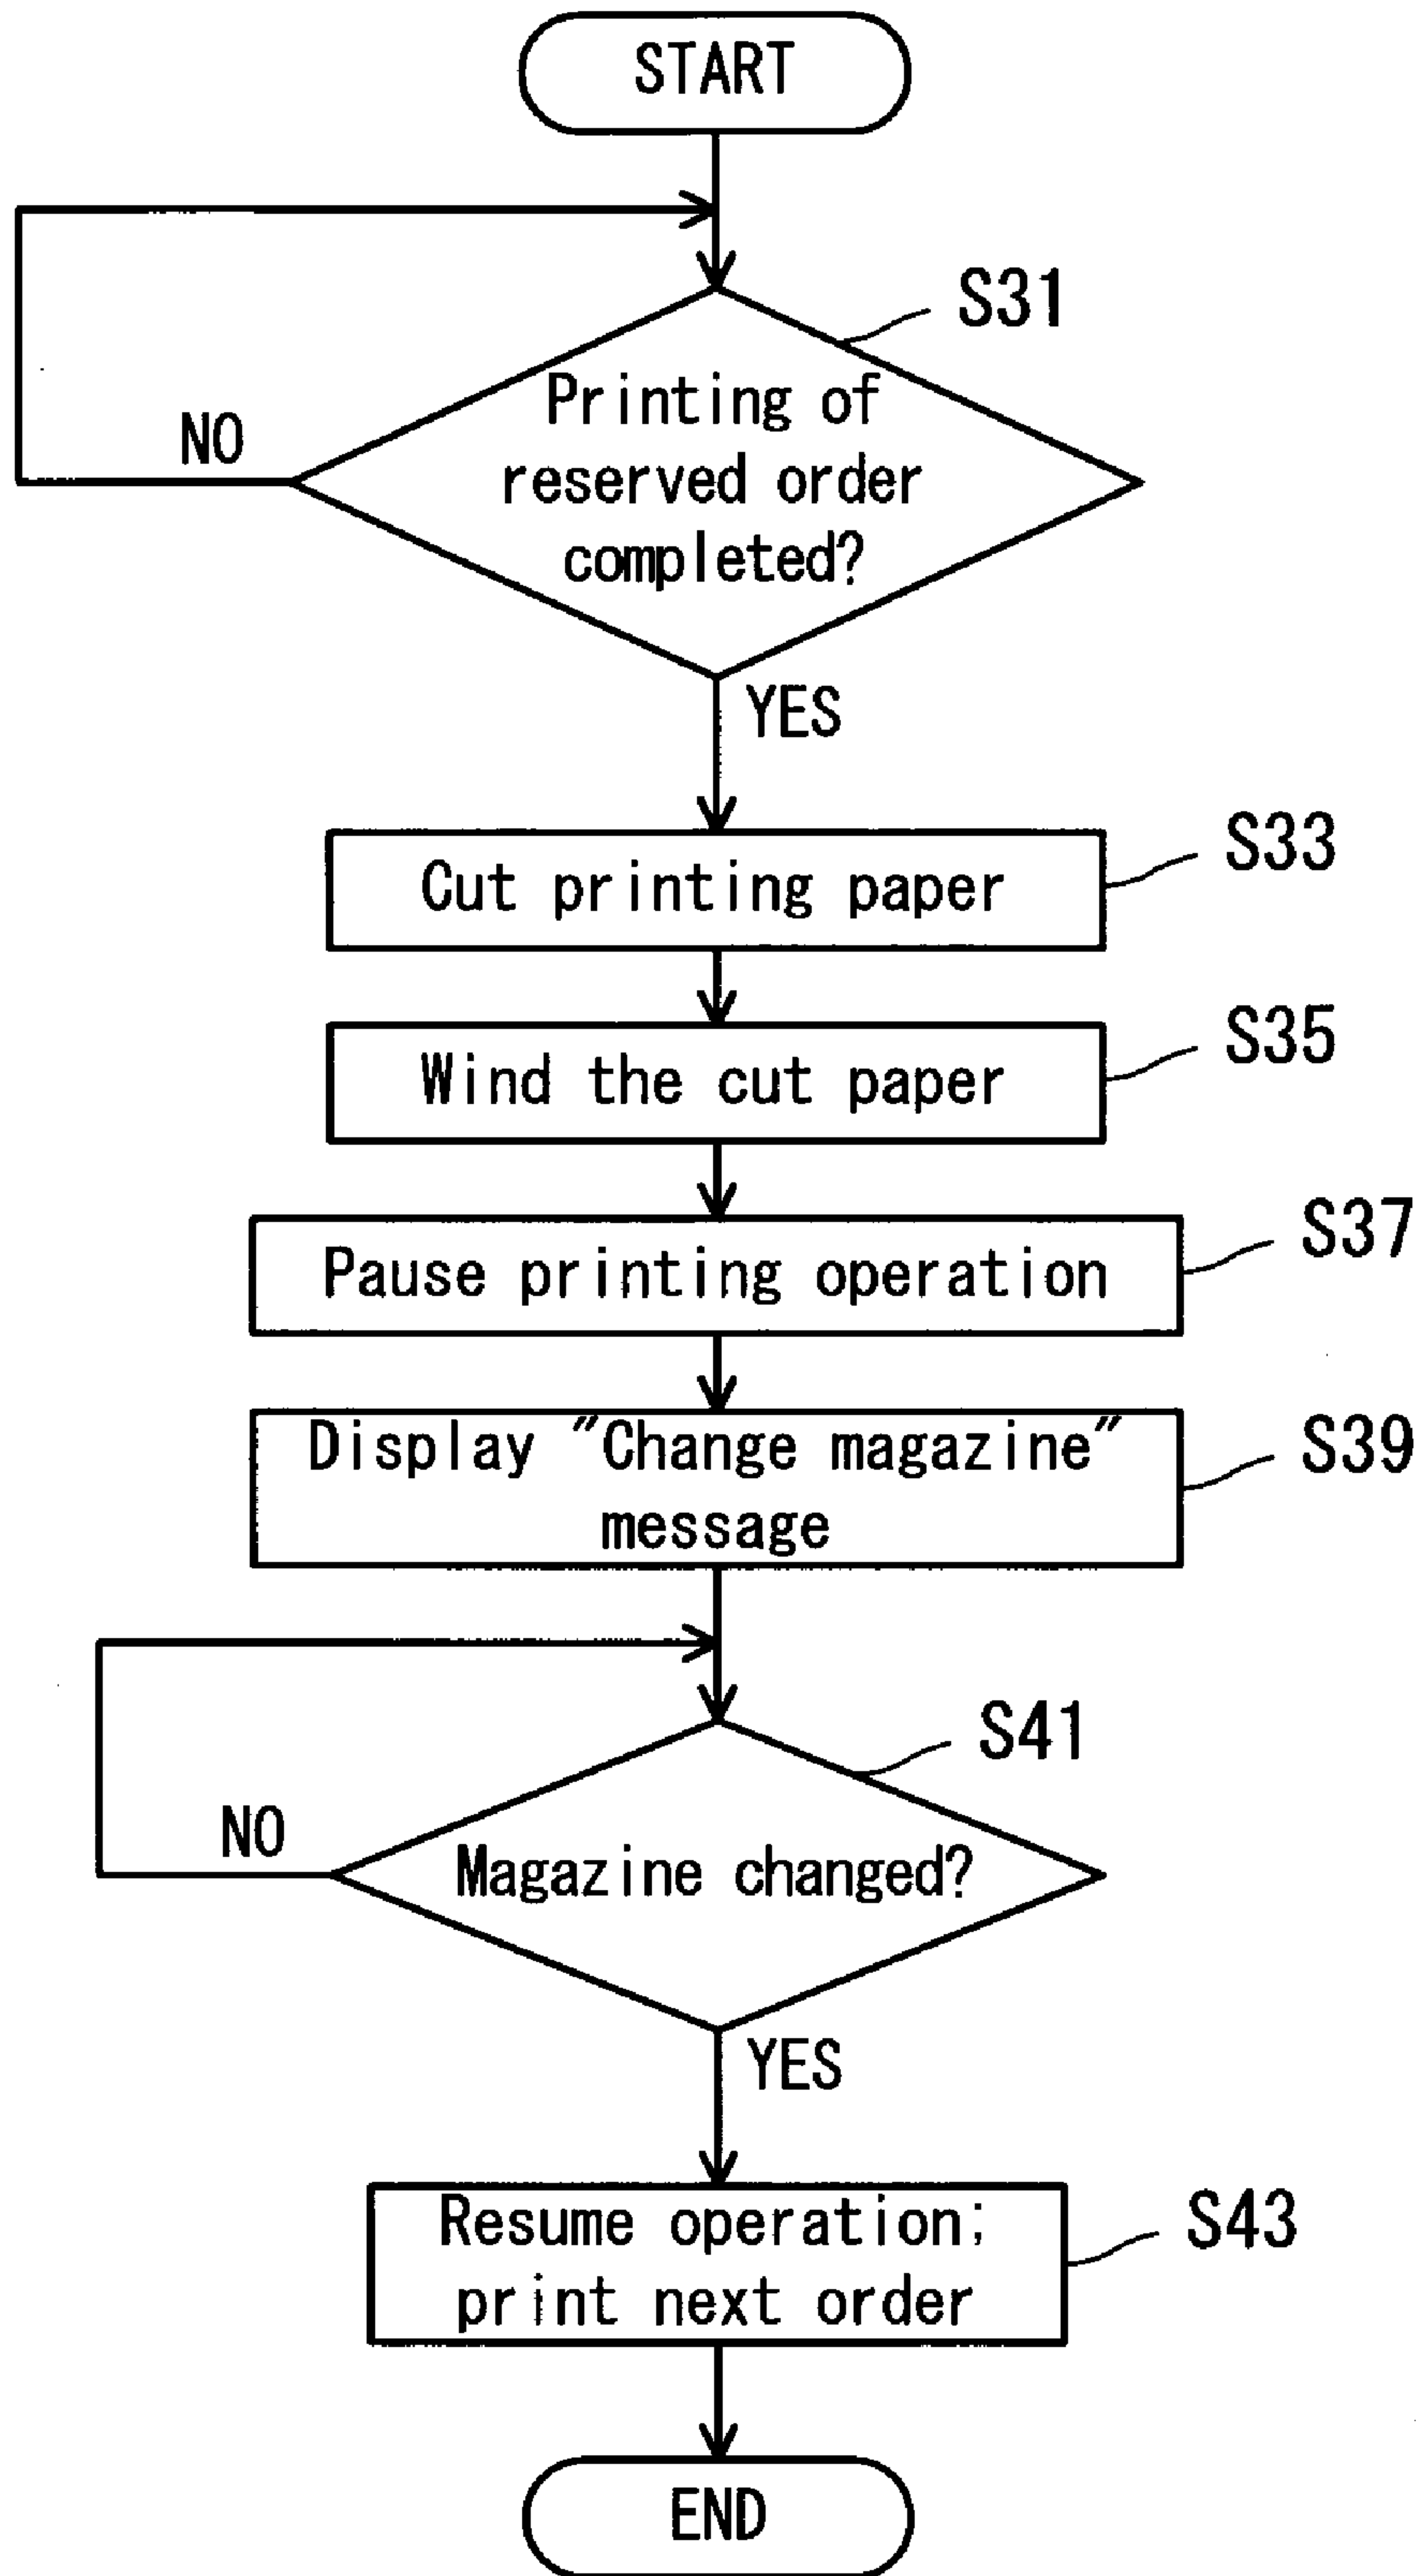 START
S31
Printing of
reserved order
completed?
NO
YES
Cut printing paper
S33
Wind the cut paper
S35
Pause printing operation
S37
Display "Change magazine"
message
S39
S41
Magazine changed?
NO
YES
Resume operation;
print next order
S43
END